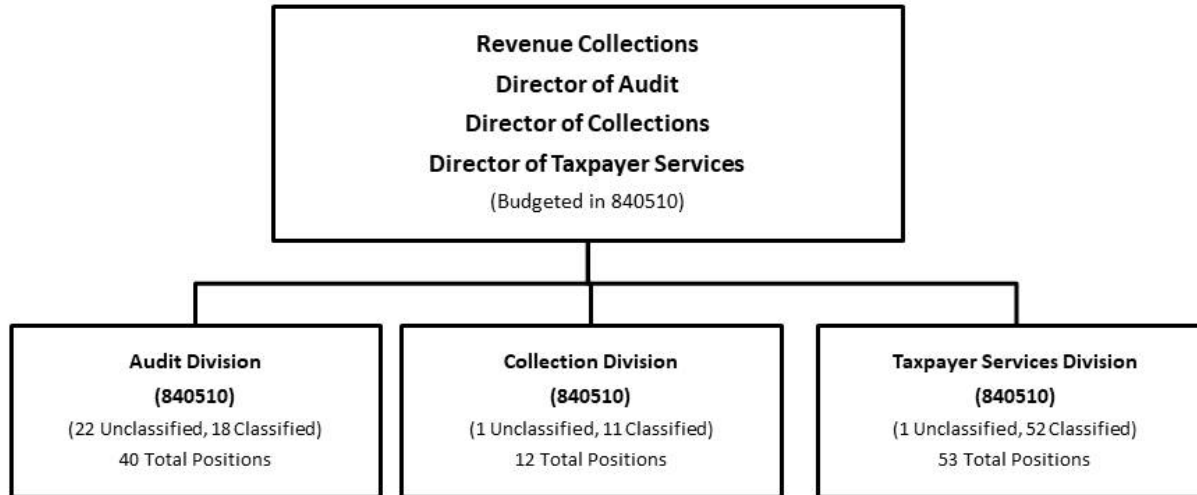 Revenue Collections
Director of Audit
Director of Collections
Director of Taxpayer Services
(Budgeted in 840510)
Audit Division
(840510)
(22 Unclassified, 18 Classified)
40 Total Positions
Collection Division
(840510)
(1 Unclassified, 11 Classified)
12 Total Positions
Taxpayer Services Division
(840510)
(1 Unclassified, 52 Classified)
53 Total Positions